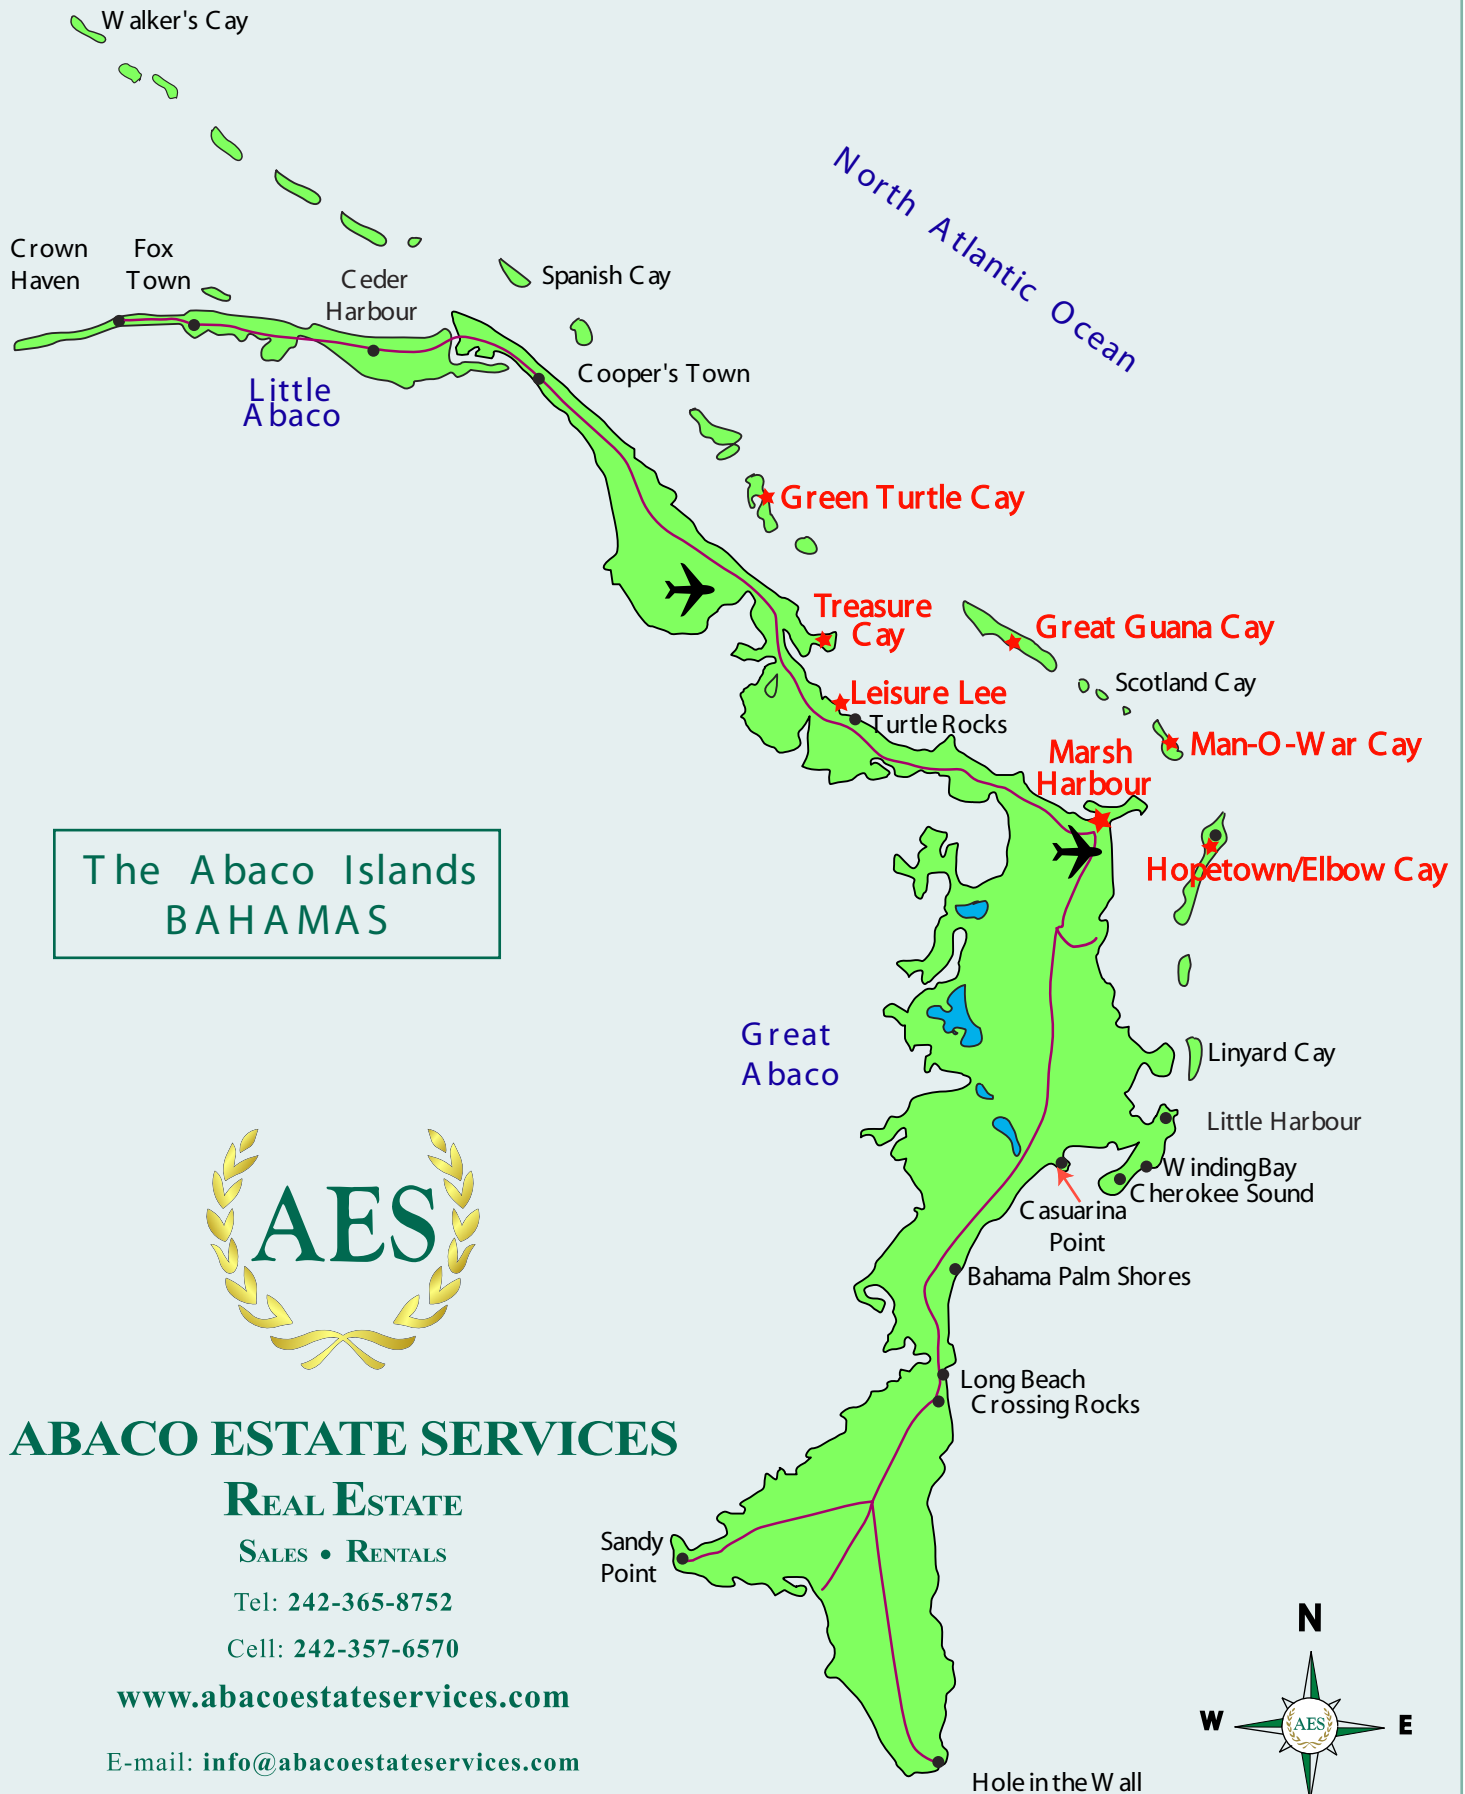 Walker's Cay
North Atlantic Ocean
Crown
Haven
Fox
Town
Ceder
Harbour
Spanish Cay
Little
Abaco
Cooper's Town
Green Turtle Cay
Treasure
Cay
Great Guana Cay
Leisure Lee
Turtle Rocks
Scotland Cay
Man-O-War Cay
Marsh
Harbour
Hopetown/Elbow Cay
The Abaco Islands
BAHAMAS
Great
Abaco
Linyard Cay
Little Harbour
Winding Bay
Cherokee Sound
Casuarina
Point
Bahama Palm Shores
Long Beach
Crossing Rocks
AES
ABACO ESTATE SERVICES
REAL ESTATE
SALES • RENTALS
Tel: 242-365-8752
Cell: 242-357-6570
www.abacoestateservices.com
E-mail: info@abacoestateservices.com
Sandy
Point
Hole in the Wall
N
W
AES
E